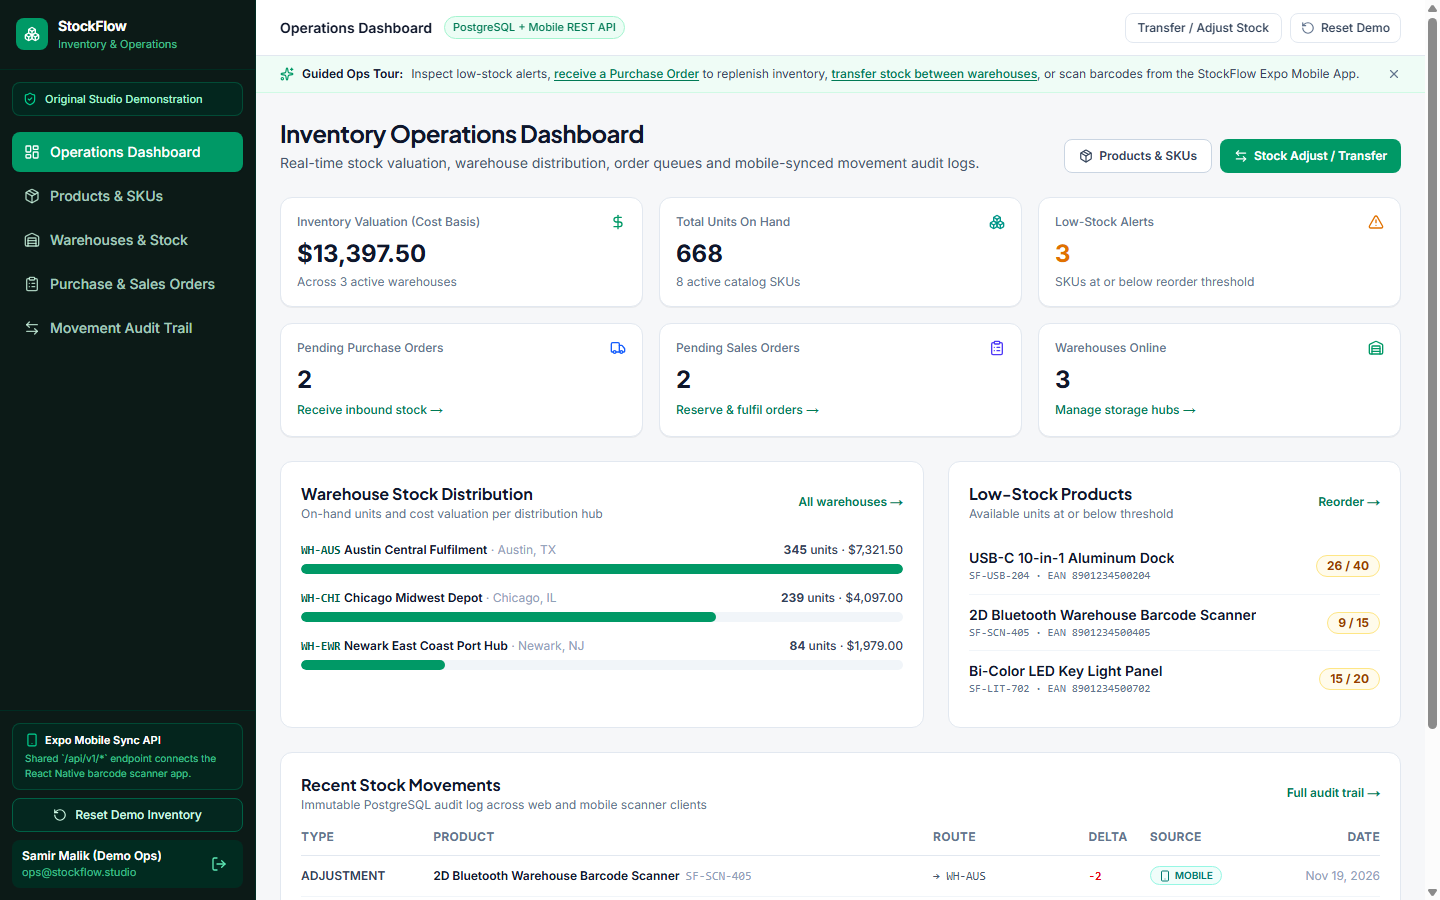 StockFlow
Inventory & Operations
Original Studio Demonstration
Operations Dashboard
Products & SKUs
Warehouses & Stock
Purchase & Sales Orders
Movement Audit Trail
Expo Mobile Sync API
Shared `/api/v1/*` endpoint connects the
React Native barcode scanner app.
Reset Demo Inventory
Samir Malik (Demo Ops)
ops@stockflow.studio
Operations Dashboard
PostgreSQL + Mobile REST API
Transfer / Adjust Stock
Reset Demo
Guided Ops Tour: Inspect low-stock alerts, receive a Purchase Order to replenish inventory, transfer stock between warehouses, or scan barcodes from the StockFlow Expo Mobile App.
Inventory Operations Dashboard
Real-time stock valuation, warehouse distribution, order queues and mobile-synced movement audit logs.
Products & SKUs
Stock Adjust / Transfer
Inventory Valuation (Cost Basis)
$13,397.50
Across 3 active warehouses
Total Units On Hand
668
8 active catalog SKUs
Low-Stock Alerts
3
SKUs at or below reorder threshold
Pending Purchase Orders
2
Receive inbound stock →
Pending Sales Orders
2
Reserve & fulfil orders →
Warehouses Online
3
Manage storage hubs →
Warehouse Stock Distribution
On-hand units and cost valuation per distribution hub
All warehouses →
WH-AUS Austin Central Fulfilment · Austin, TX 345 units · $7,321.50
WH-CHI Chicago Midwest Depot · Chicago, IL 239 units · $4,097.00
WH-EWR Newark East Coast Port Hub · Newark, NJ 84 units · $1,979.00
Low-Stock Products
Available units at or below threshold
Reorder →
USB-C 10-in-1 Aluminum Dock
SF-USB-204 • EAN 8901234500204
26 / 40
2D Bluetooth Warehouse Barcode Scanner
SF-SCN-405 • EAN 8901234500405
9 / 15
Bi-Color LED Key Light Panel
SF-LIT-702 • EAN 8901234500702
15 / 20
Recent Stock Movements
Immutable PostgreSQL audit log across web and mobile scanner clients
Full audit trail →
TYPE PRODUCT ROUTE DELTA SOURCE DATE
ADJUSTMENT 2D Bluetooth Warehouse Barcode Scanner SF-SCN-405 → WH-AUS -2 MOBILE Nov 19, 2026